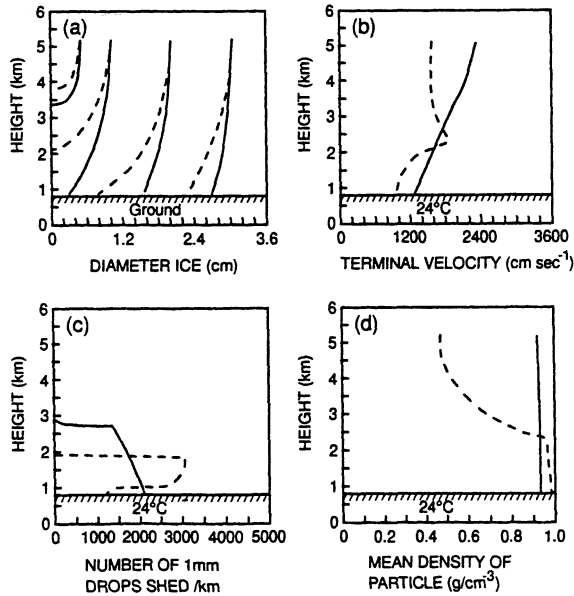 (a)
HEIGHT (km)
6
5
4
3
2
1
0
Ground
0 1.2 2.4 3.6
DIAMETER ICE (cm)
(b)
HEIGHT (km)
6
5
4
3
2
1
0
24°C
0 1200 2400 3600
TERMINAL VELOCITY (cm sec⁻¹)
(c)
HEIGHT (km)
6
5
4
3
2
1
0
24°C
0 1000 2000 3000 4000 5000
NUMBER OF 1mm
DROPS SHED /km
(d)
HEIGHT (km)
6
5
4
3
2
1
0
24°C
0.0 0.2 0.4 0.6 0.8 1.0
MEAN DENSITY OF
PARTICLE (g/cm³)